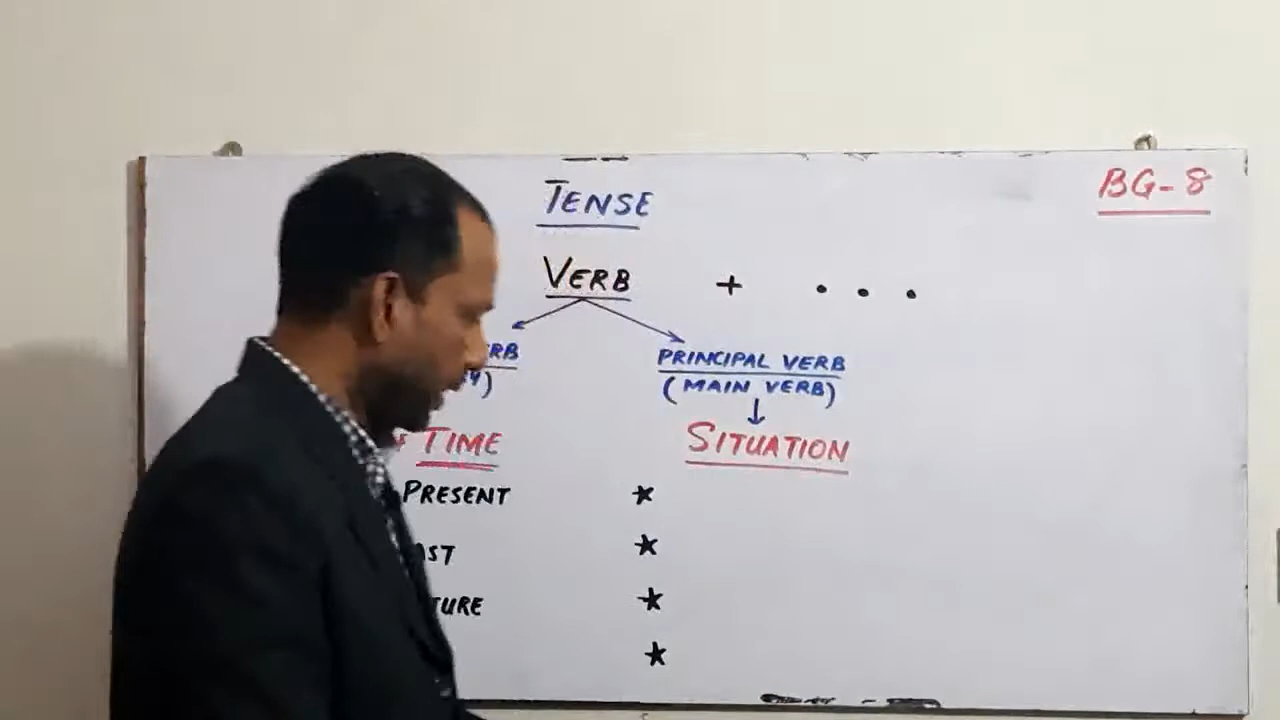 TENSE
BG-8
VERB + . . .
PRINCIPAL VERB
(MAIN VERB)
TIME
SITUATION
PRESENT